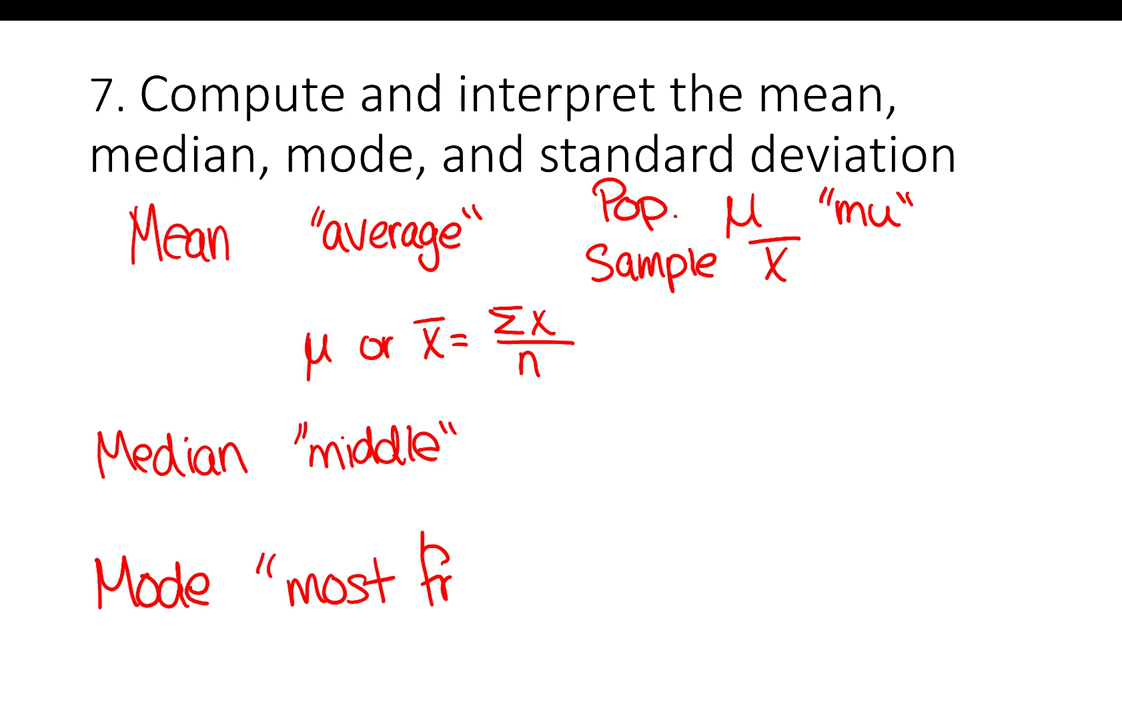 7. Compute and interpret the mean,
median, mode, and standard deviation
Mean "average" Pop. μ "mu"
Sample x̄
μ or x̄ = Σx/n
Median "middle"
Mode "most fr